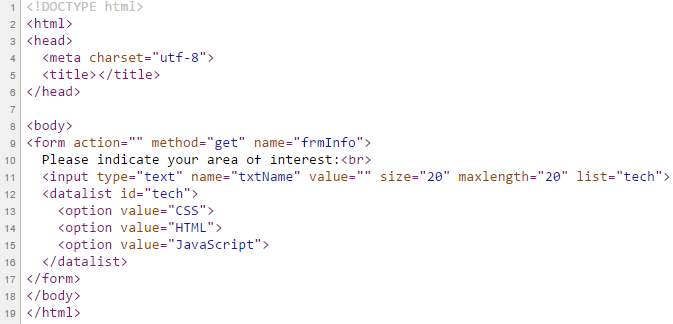 1 <!DOCTYPE html>
2 <html>
3 <head>
4 <meta charset="utf-8">
5 <title></title>
6 </head>
7
8 <body>
9 <form action="" method="get" name="frmInfo">
10 Please indicate your area of interest:<br>
11 <input type="text" name="txtName" value="" size="20" maxlength="20" list="tech">
12 <datalist id="tech">
13 <option value="CSS">
14 <option value="HTML">
15 <option value="JavaScript">
16 </datalist>
17 </form>
18 </body>
19 </html>